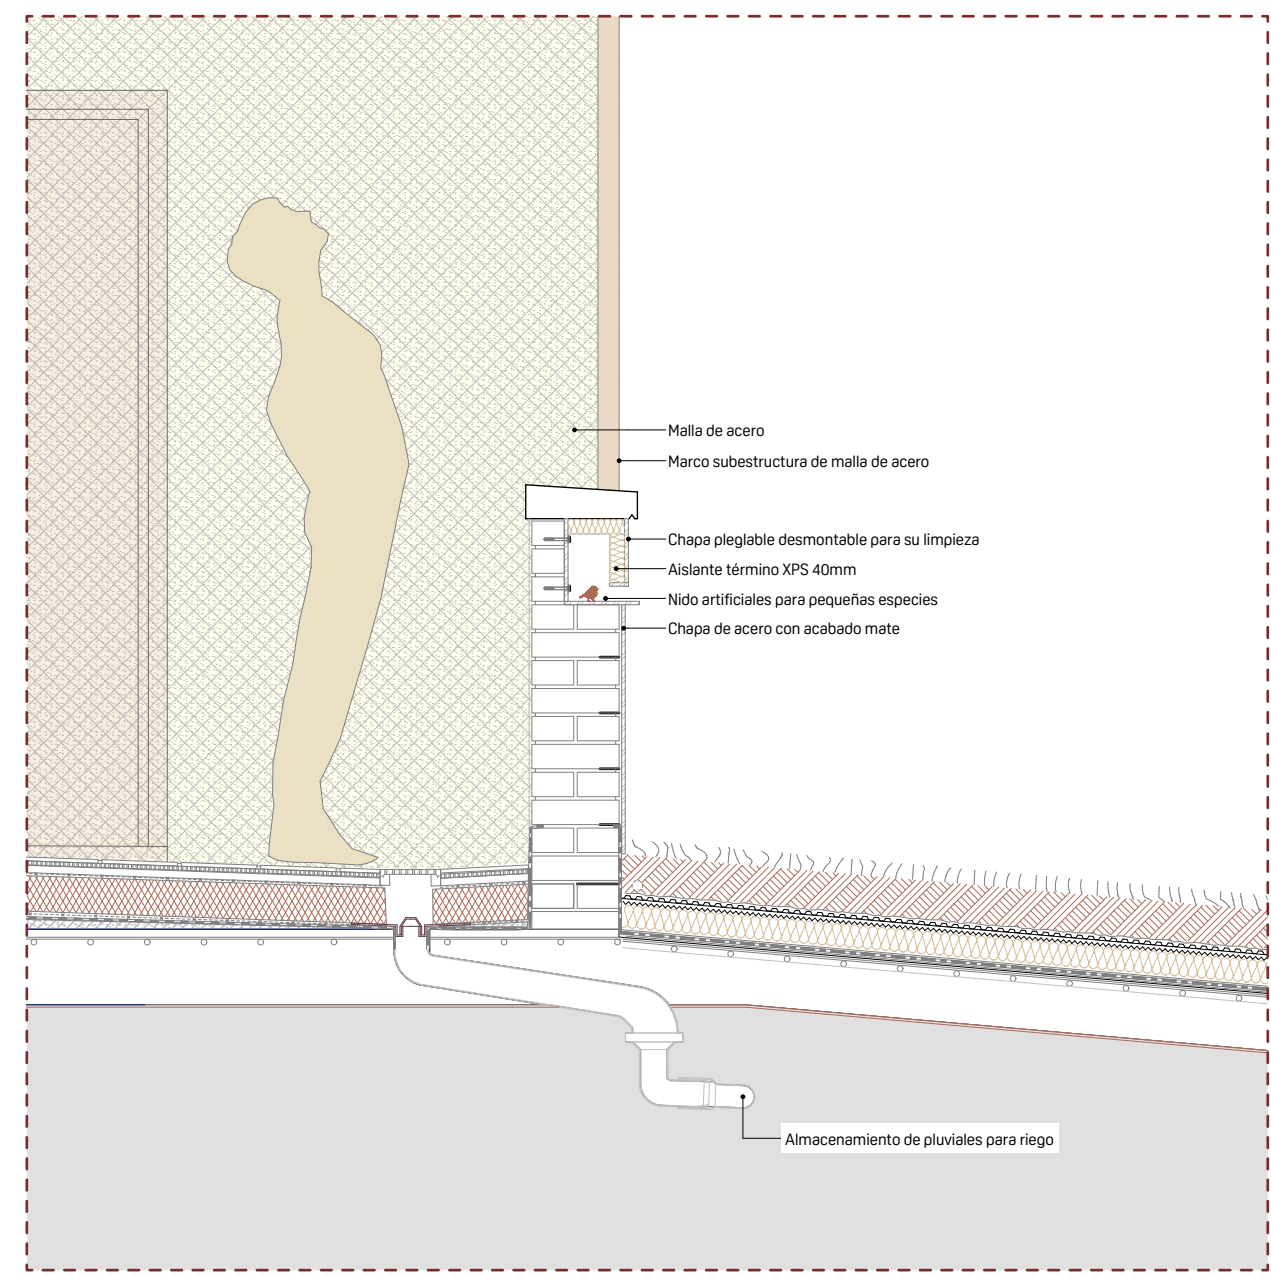 Malla de acero
Marco subestructura de malla de acero
Chapa pleglable desmontable para su limpieza
Aislante término XPS 40mm
Nido artificiales para pequeñas especies
Chapa de acero con acabado mate
Almacenamiento de pluviales para riego